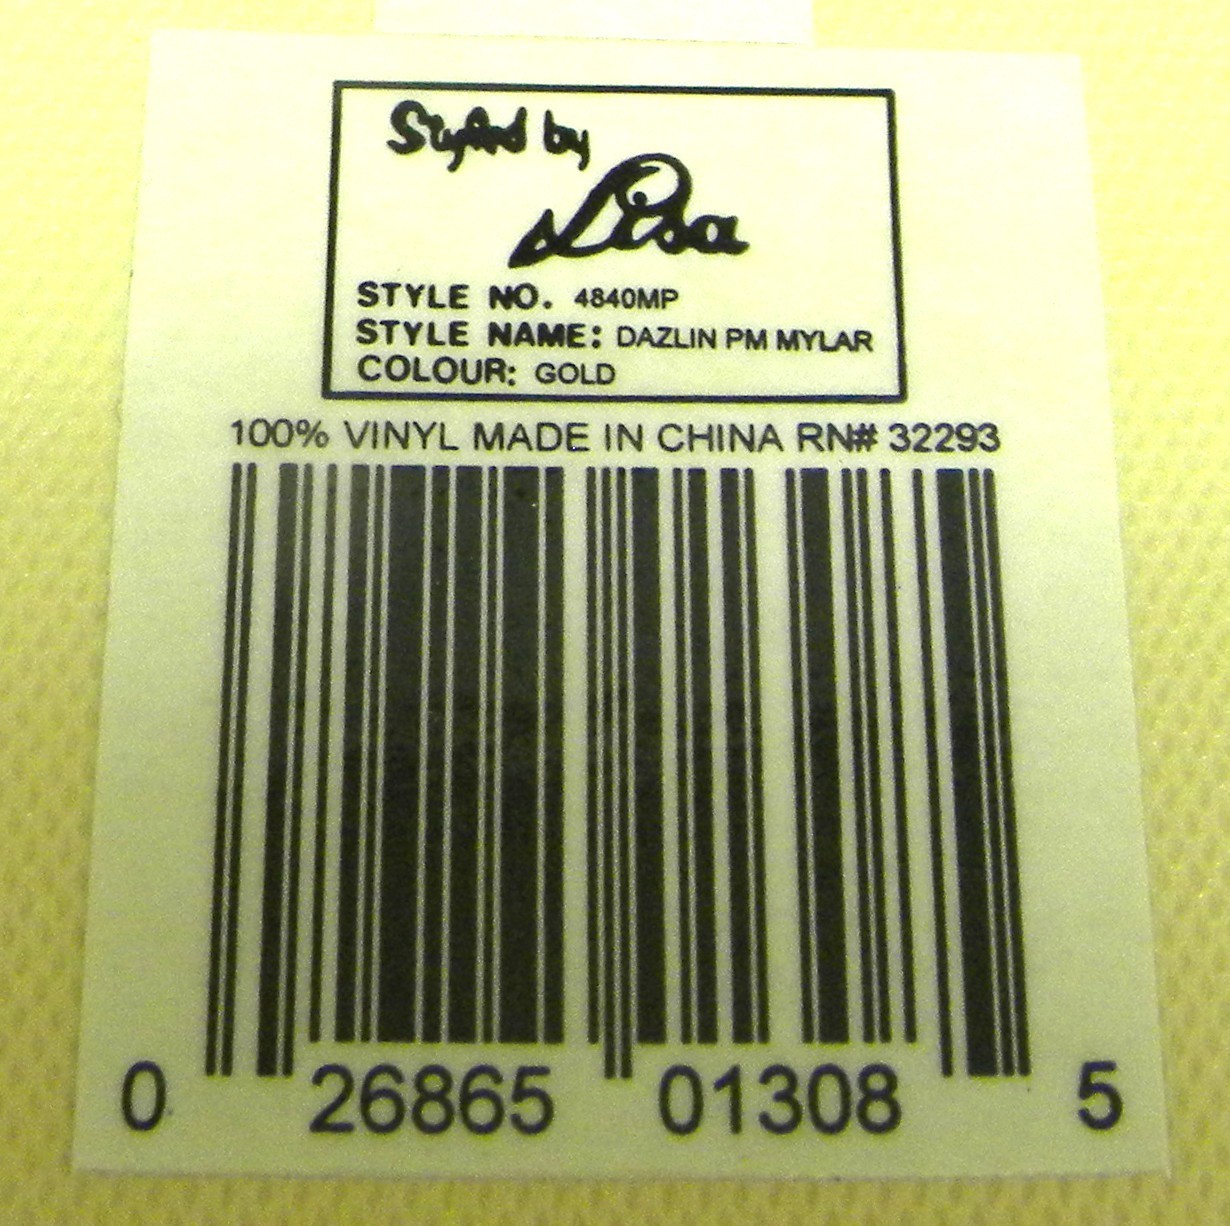 Styled by
Lisa
STYLE NO. 4840MP
STYLE NAME: DAZLIN PM MYLAR
COLOUR: GOLD
100% VINYL MADE IN CHINA RN# 32293
0 26865 01308 5